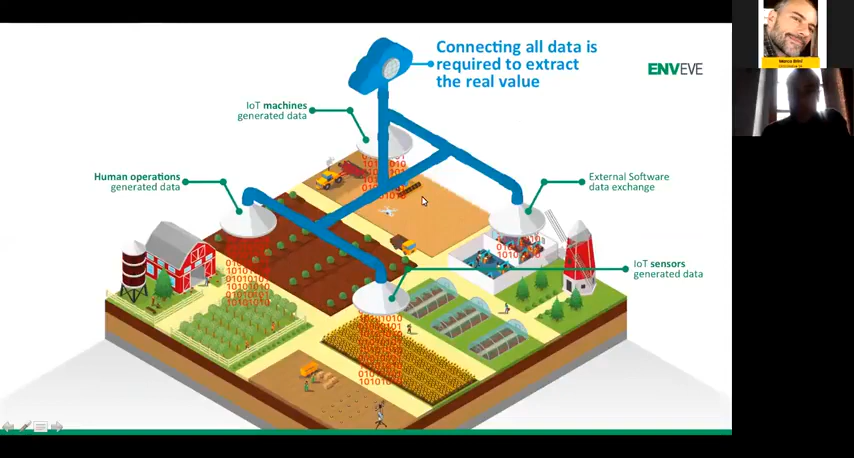 Connecting all data is
required to extract
the real value
ENVEVE
IoT machines
generated data
Human operations
generated data
External Software
data exchange
IoT sensors
generated data